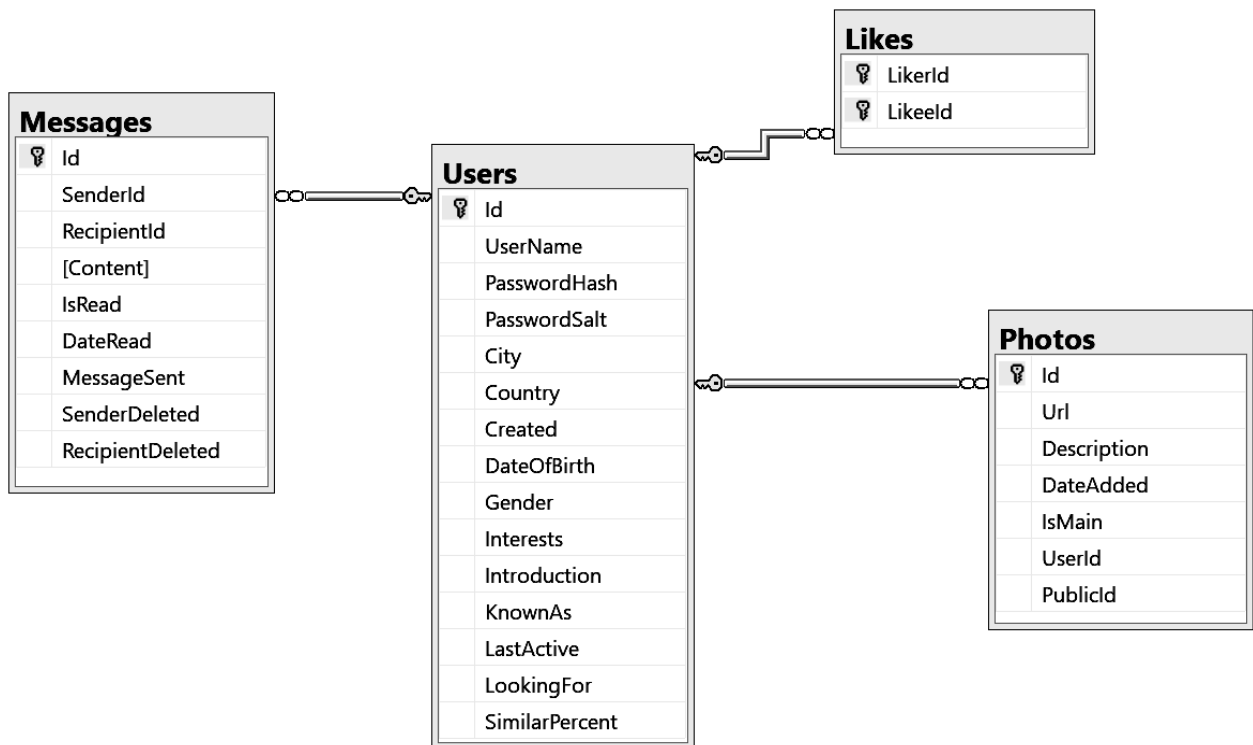 Messages
Id
SenderId
RecipientId
[Content]
IsRead
DateRead
MessageSent
SenderDeleted
RecipientDeleted
Users
Id
UserName
PasswordHash
PasswordSalt
City
Country
Created
DateOfBirth
Gender
Interests
Introduction
KnownAs
LastActive
LookingFor
SimilarPercent
Likes
LikerId
LikeeId
Photos
Id
Url
Description
DateAdded
IsMain
UserId
PublicId